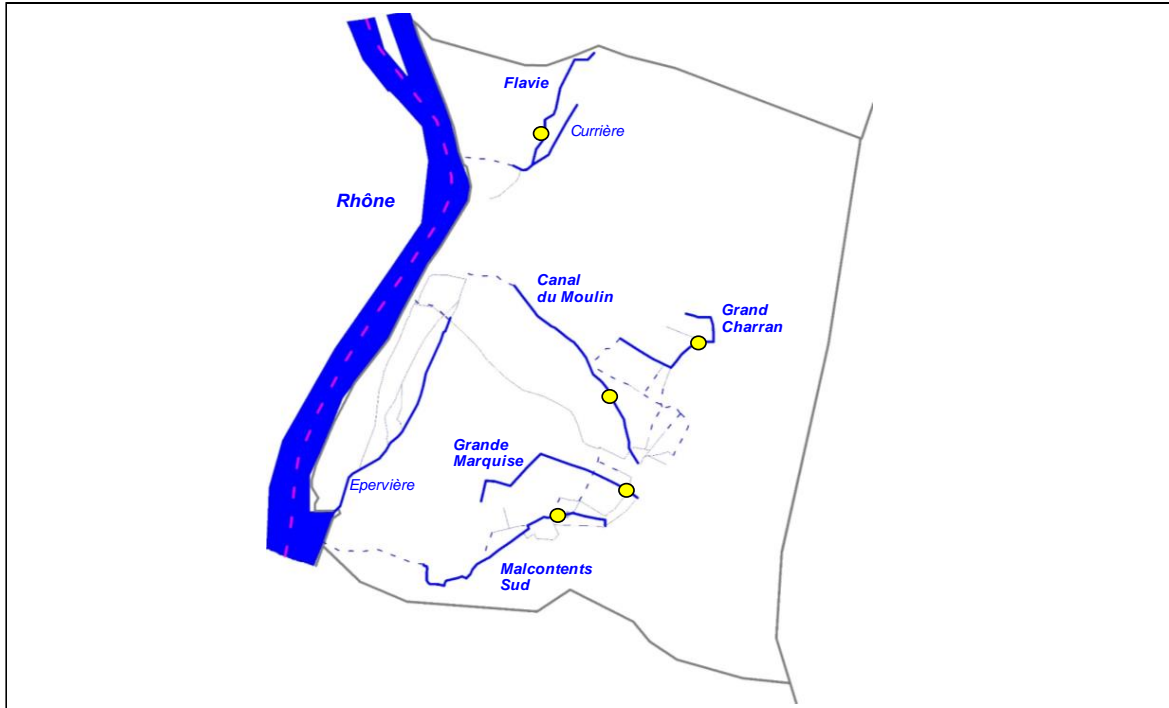 Flavie
Currière
Rhône
Canal
du Moulin
Grand
Charran
Grande
Marquise
Epervière
Malcontents
Sud